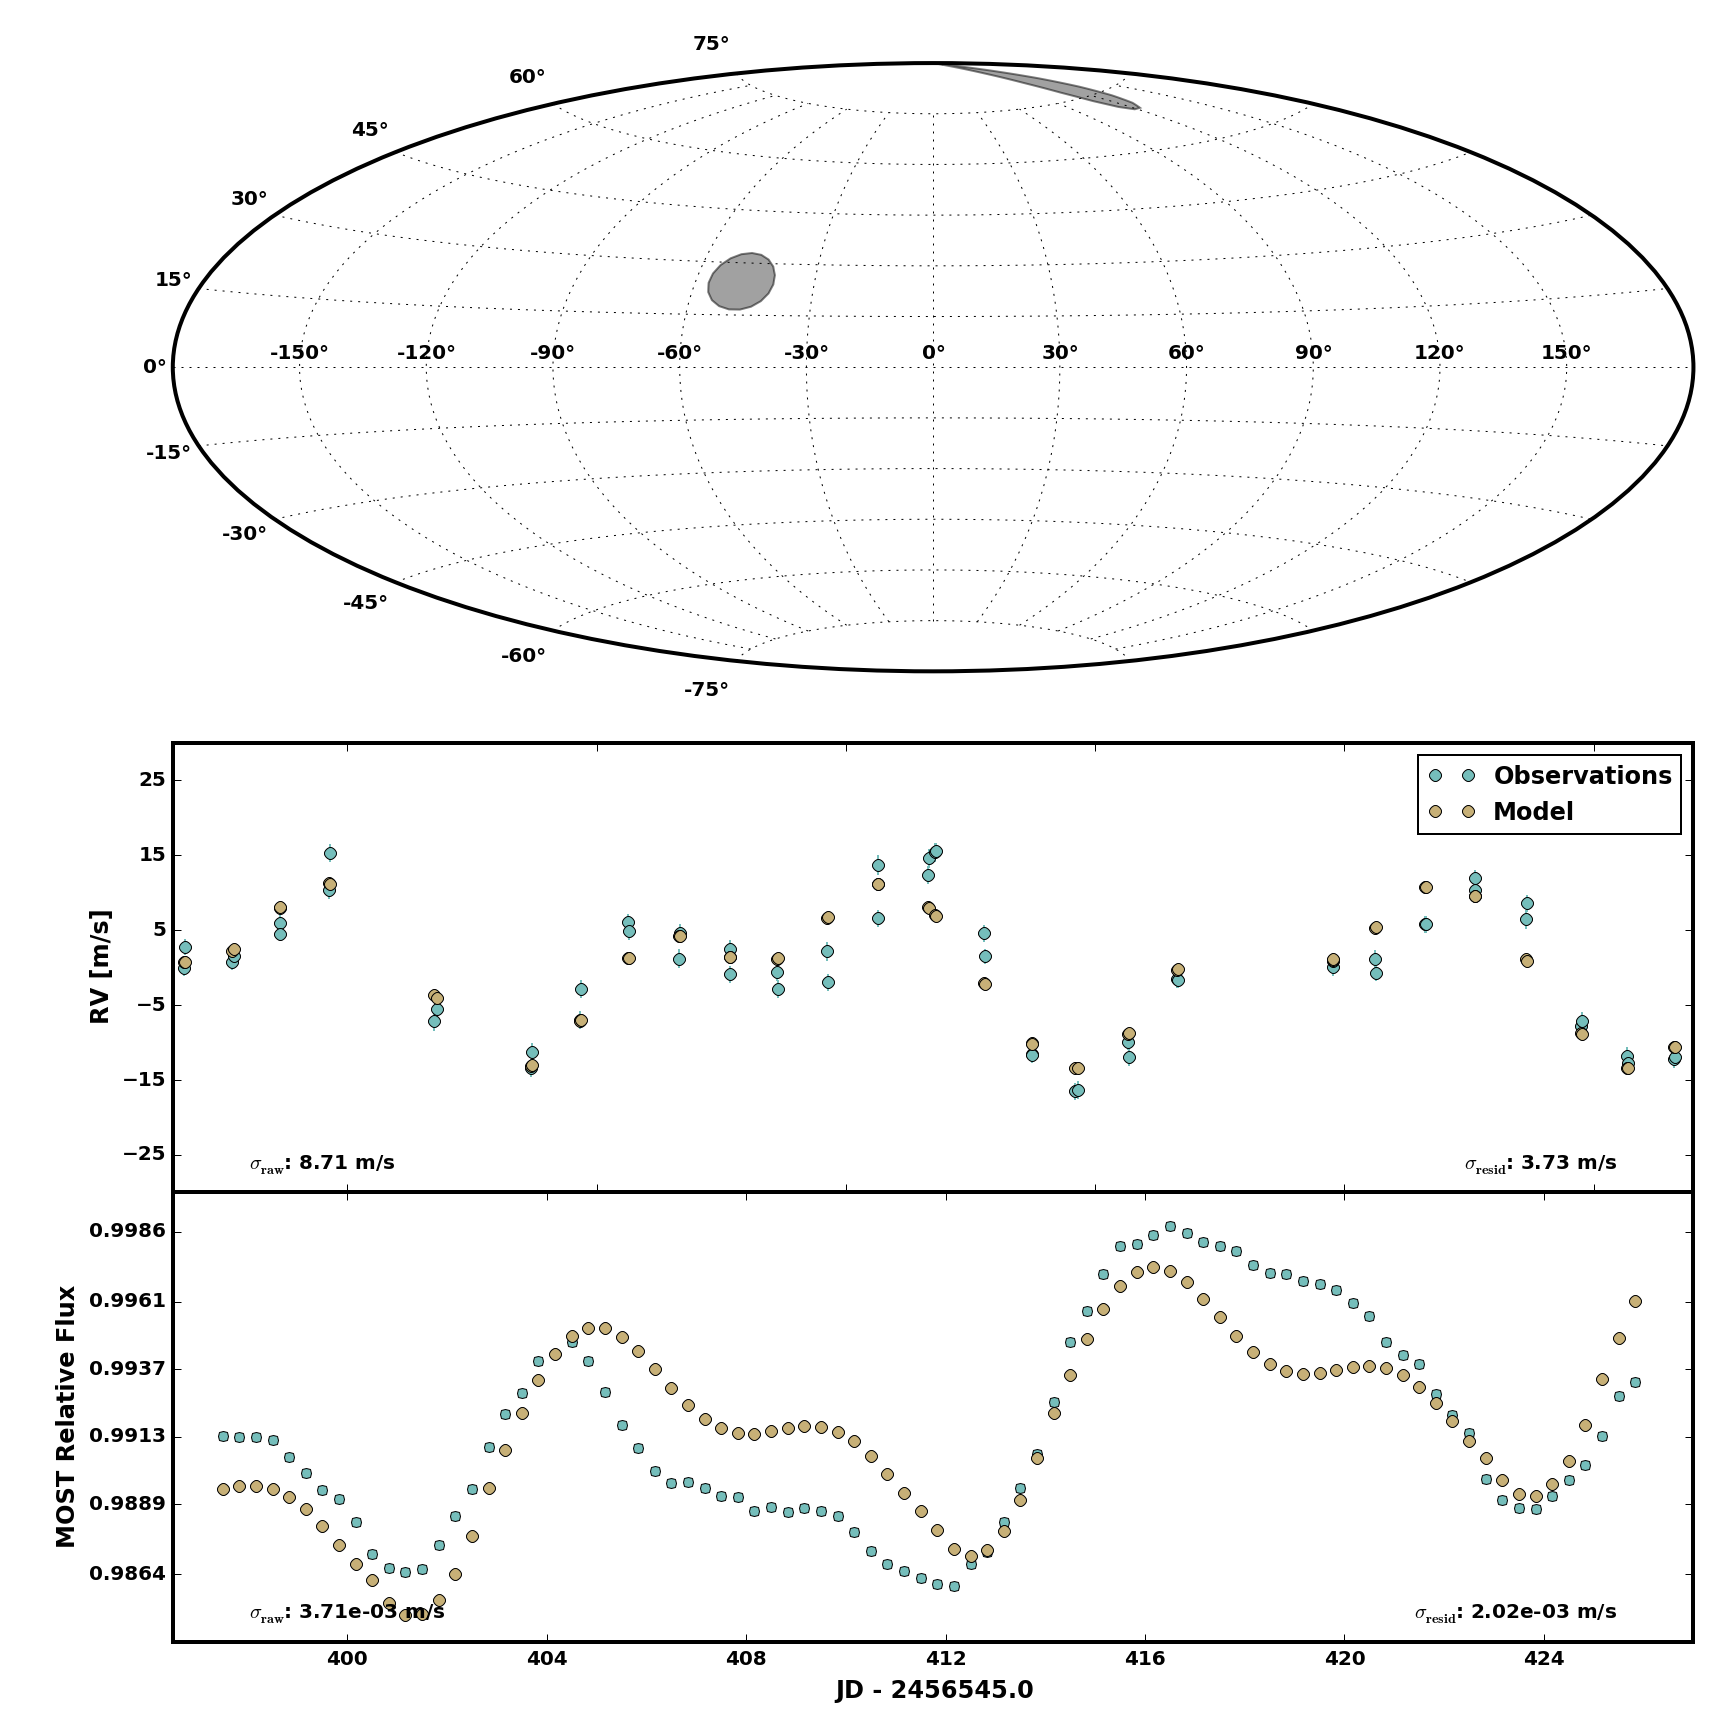 75°
60°
45°
30°
15°
-150° -120° -90° -60° -30° 0° 30° 60° 90° 120° 150°
0°
-15°
-30°
-45°
-60°
-75°
RV [m/s]
25
15
5
−5
−15
−25
Observations
Model
σraw: 8.71 m/s
σresid: 3.73 m/s
MOST Relative Flux
0.9986
0.9961
0.9937
0.9913
0.9889
0.9864
σraw: 3.71e-03 m/s
σresid: 2.02e-03 m/s
400 404 408 412 416 420 424
JD - 2456545.0